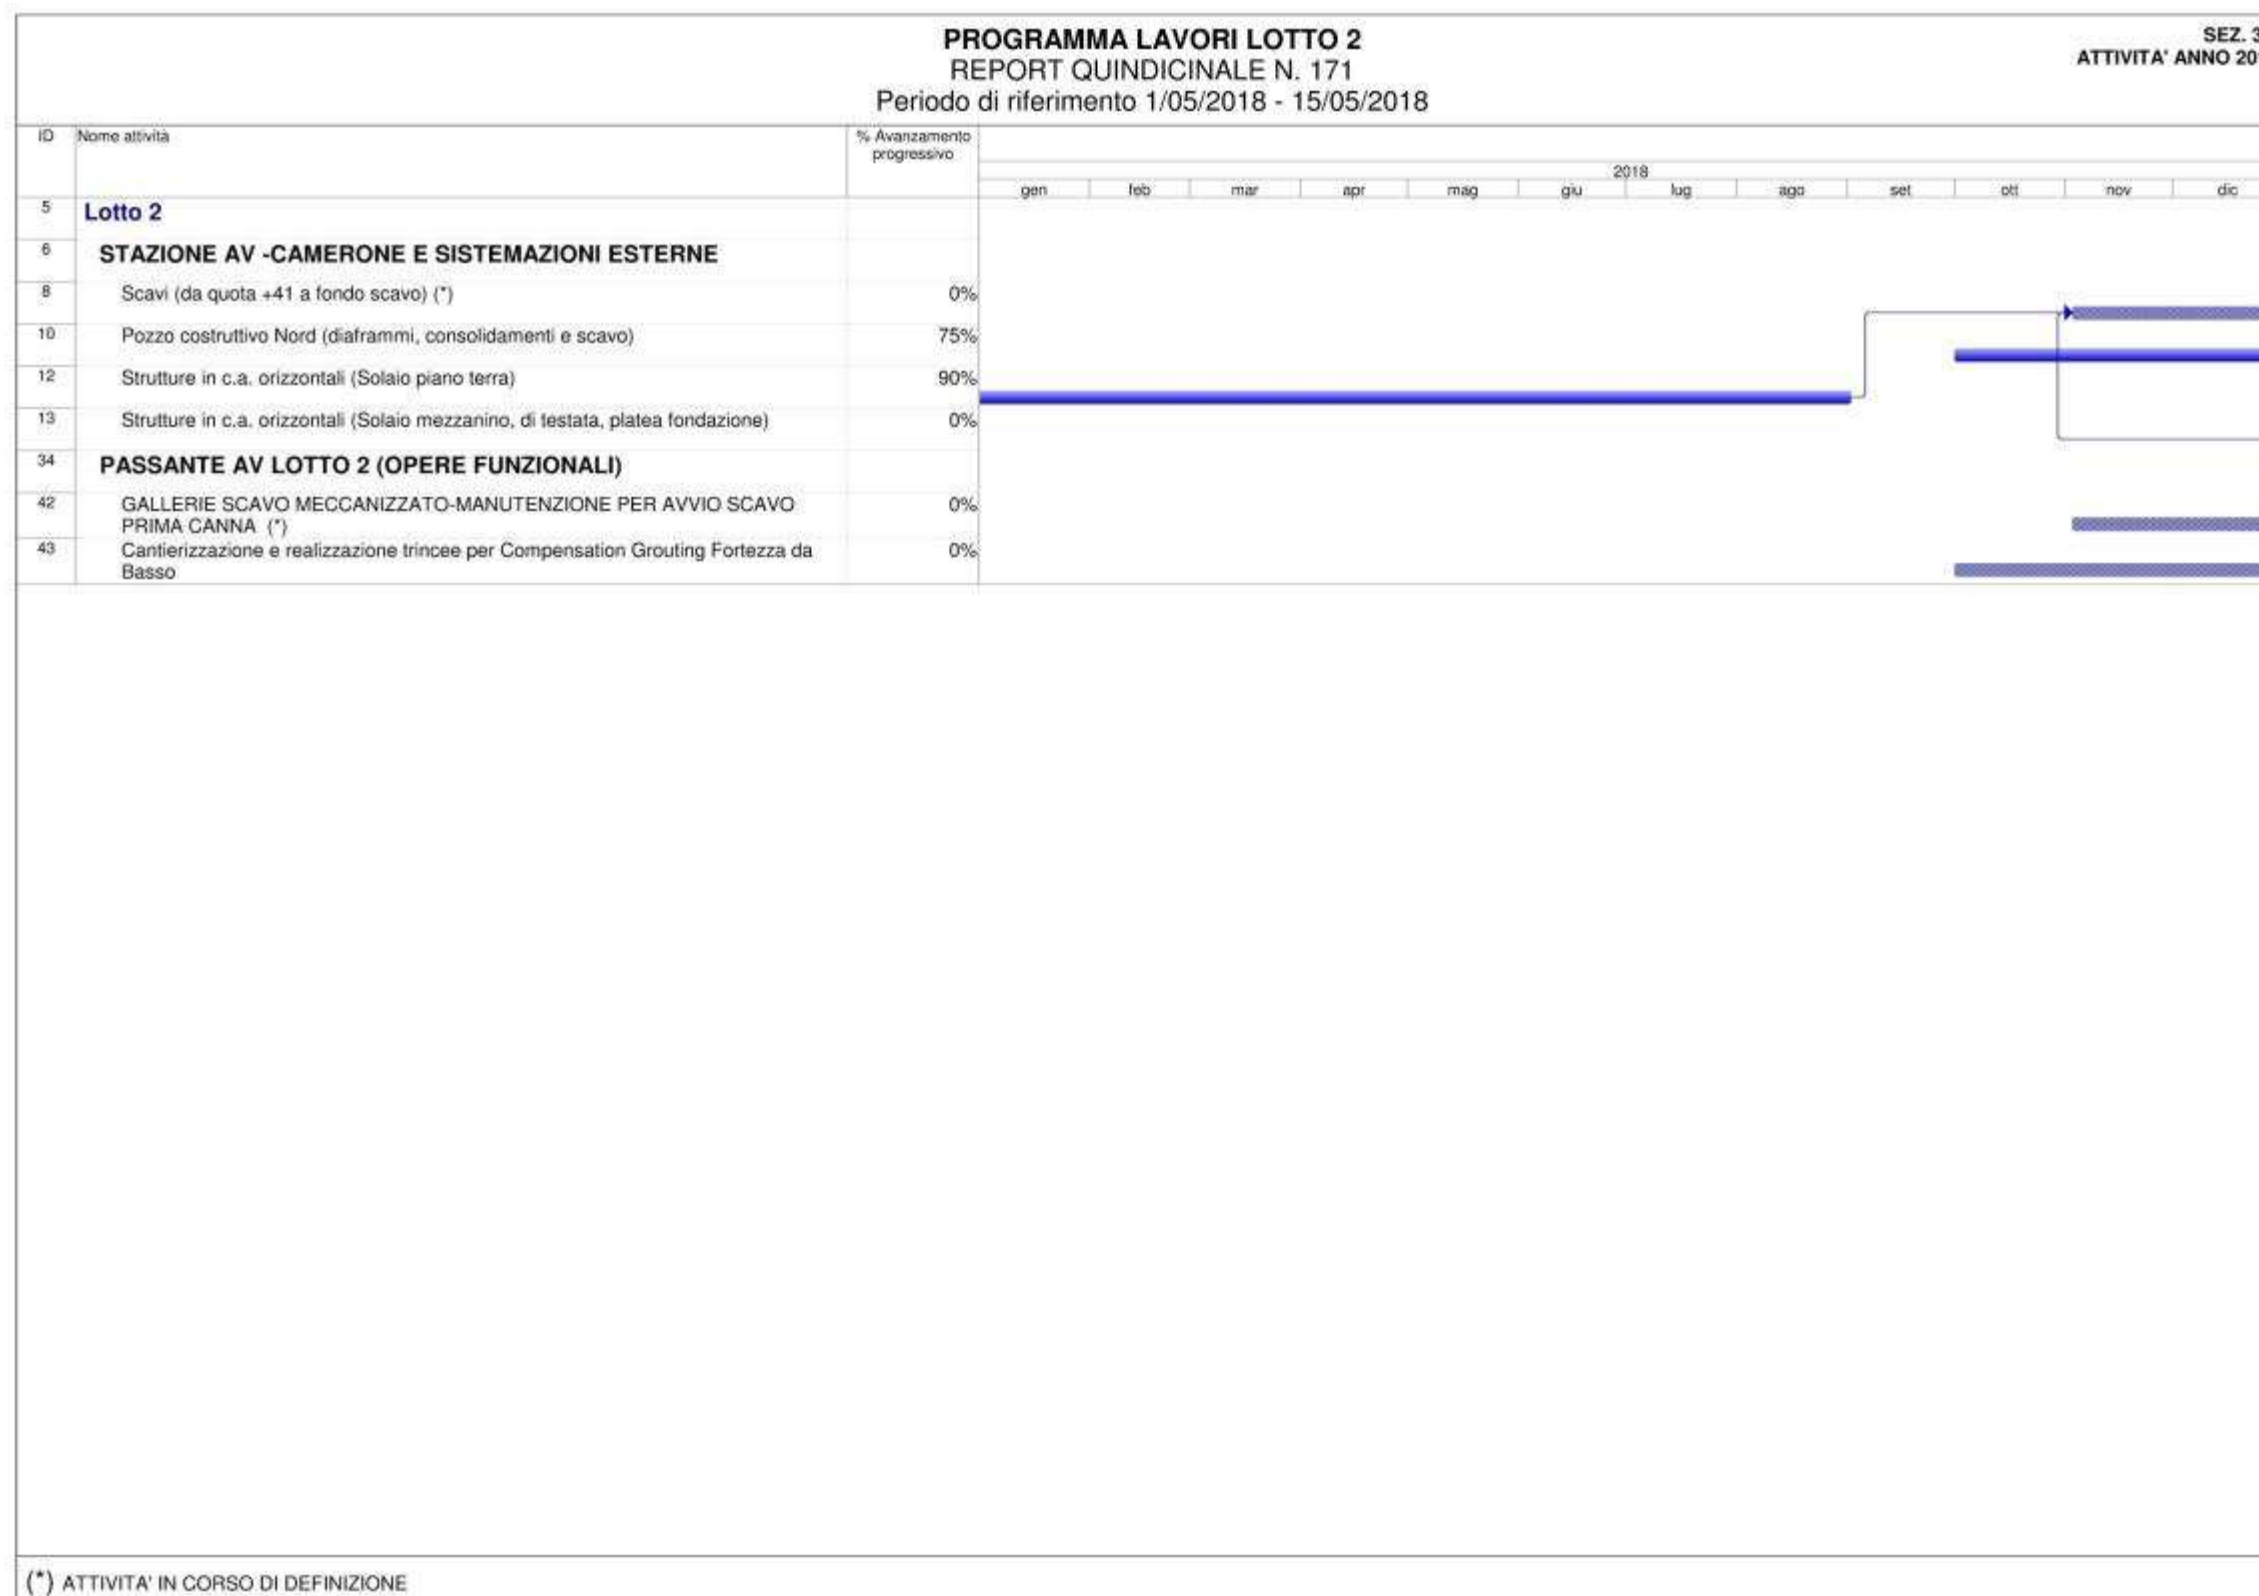 PROGRAMMA LAVORI LOTTO 2
REPORT QUINDICINALE N. 171
Periodo di riferimento 1/05/2018 - 15/05/2018
SEZ. 3
ATTIVITA' ANNO 20
ID Nome attività % Avanzamento
progressivo
2018
gen feb mar apr mag giu lug ago set ott nov dic
5 Lotto 2
6 STAZIONE AV -CAMERONE E SISTEMAZIONI ESTERNE
8 Scavi (da quota +41 a fondo scavo) (*) 0%
10 Pozzo costruttivo Nord (diaframmi, consolidamenti e scavo) 75%
12 Strutture in c.a. orizzontali (Solaio piano terra) 90%
13 Strutture in c.a. orizzontali (Solaio mezzanino, di testata, platea fondazione) 0%
34 PASSANTE AV LOTTO 2 (OPERE FUNZIONALI)
42 GALLERIE SCAVO MECCANIZZATO-MANUTENZIONE PER AVVIO SCAVO 0%
PRIMA CANNA (*)
43 Cantierizzazione e realizzazione trincee per Compensation Grouting Fortezza da 0%
Basso
(*) ATTIVITA' IN CORSO DI DEFINIZIONE